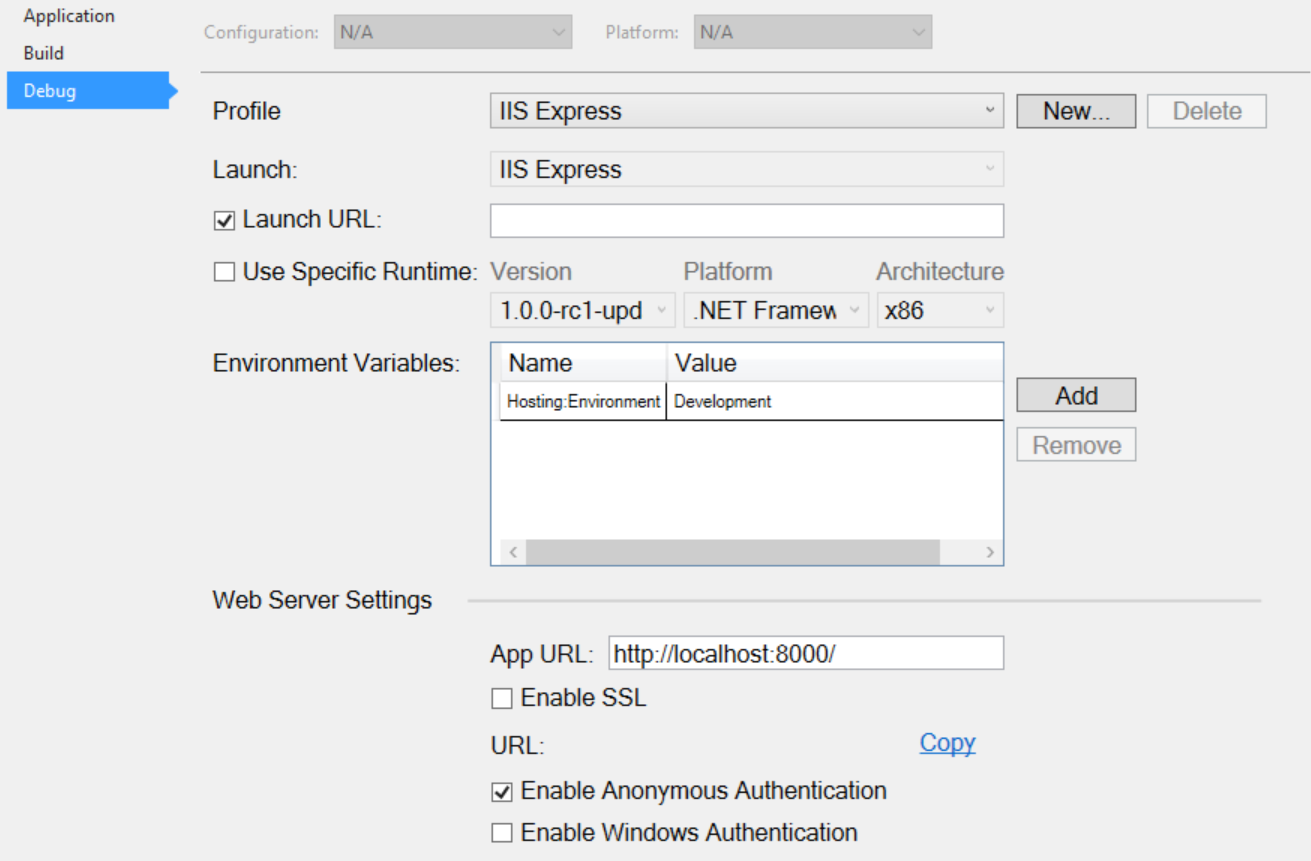 Application
Build
Debug
Configuration: N/A Platform: N/A
Profile IIS Express New... Delete
Launch: IIS Express
Launch URL:
Use Specific Runtime: Version Platform Architecture
1.0.0-rc1-upd .NET Framew x86
Environment Variables: Name Value
Hosting:Environment Development
Add
Remove
Web Server Settings
App URL: http://localhost:8000/
Enable SSL
URL: Copy
Enable Anonymous Authentication
Enable Windows Authentication